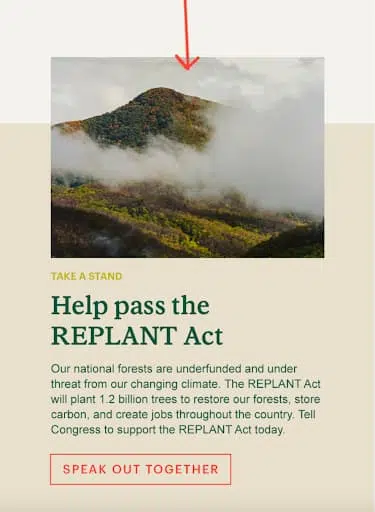 TAKE A STAND
Help pass the
REPLANT Act
Our national forests are underfunded and under
threat from our changing climate. The REPLANT Act
will plant 1.2 billion trees to restore our forests, store
carbon, and create jobs throughout the country. Tell
Congress to support the REPLANT Act today.
SPEAK OUT TOGETHER